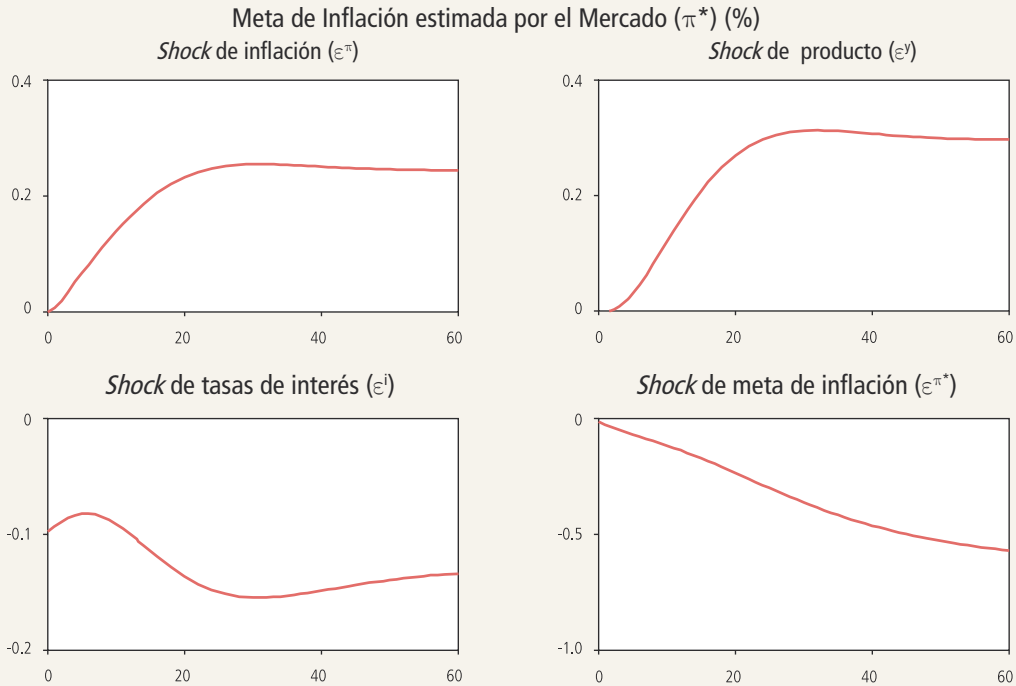 Meta de Inflación estimada por el Mercado (π*) (%)
Shock de inflación (ε^π)
0.4
0.2
0
0 20 40 60
Shock de producto (ε^y)
0.4
0.2
0
0 20 40 60
Shock de tasas de interés (ε^i)
0
-0.1
-0.2
0 20 40 60
Shock de meta de inflación (ε^π*)
0
-0.5
-1.0
0 20 40 60